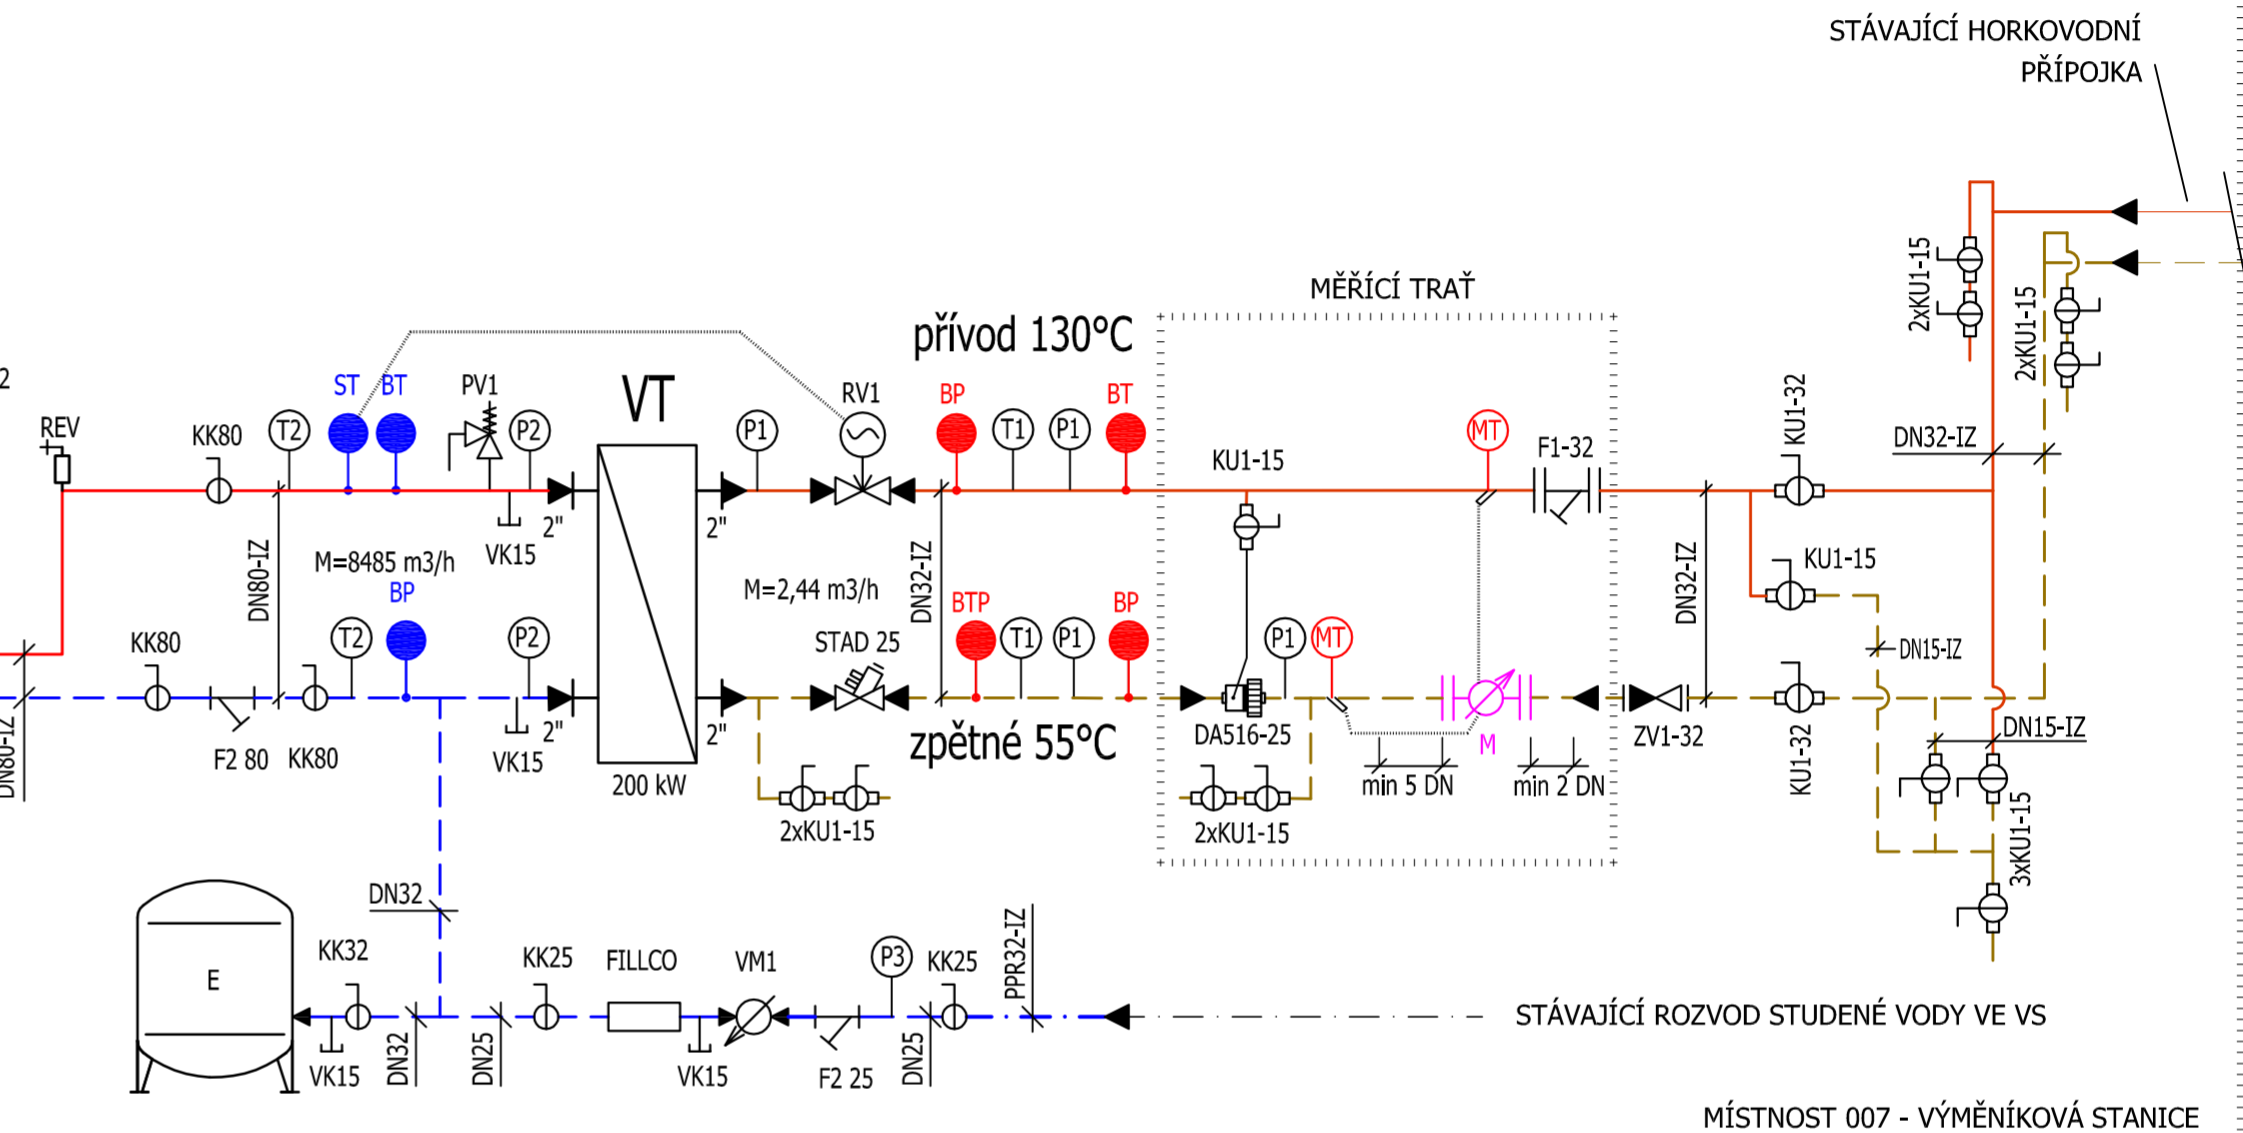 STÁVAJÍCÍ HORKOVODNÍ
PŘÍPOJKA
MĚŘÍCÍ TRAŤ
přívod 130°C
2
REV
KK80
T2
ST
BT
PV1
P2
VT
P1
RV1
BP
T1
P1
BT
KU1-15
MT
F1-32
KU1-32
DN32-IZ
2xKU1-15
2xKU1-15
2"
2"
VK15
DN80-IZ
M=8485 m3/h
BP
M=2,44 m3/h
DN32-IZ
DN32-IZ
KU1-15
DN15-IZ
KK80
T2
P2
STAD 25
BTP
T1
P1
BP
P1
MT
DN80-IZ
F2 80
KK80
VK15
2"
2"
200 kW
zpětné 55°C
DA516-25
M
min 5 DN
min 2 DN
ZV1-32
KU1-32
DN15-IZ
2xKU1-15
2xKU1-15
3xKU1-15
DN32
E
KK32
KK25
FILLCO
VM1
P3
KK25
PPR32-IZ
STÁVAJÍCÍ ROZVOD STUDENÉ VODY VE VS
VK15
DN32
DN25
VK15
F2 25
DN25
MÍSTNOST 007 - VÝMĚNÍKOVÁ STANICE